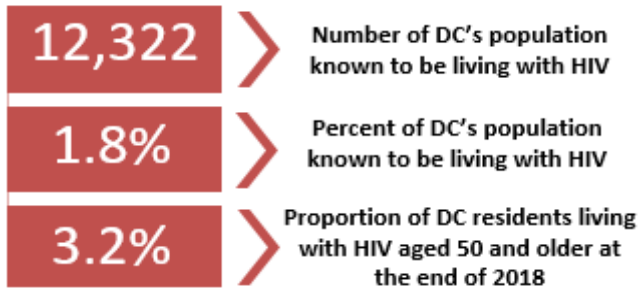 12,322
Number of DC's population
known to be living with HIV
1.8%
Percent of DC's population
known to be living with HIV
3.2%
Proportion of DC residents living
with HIV aged 50 and older at
the end of 2018